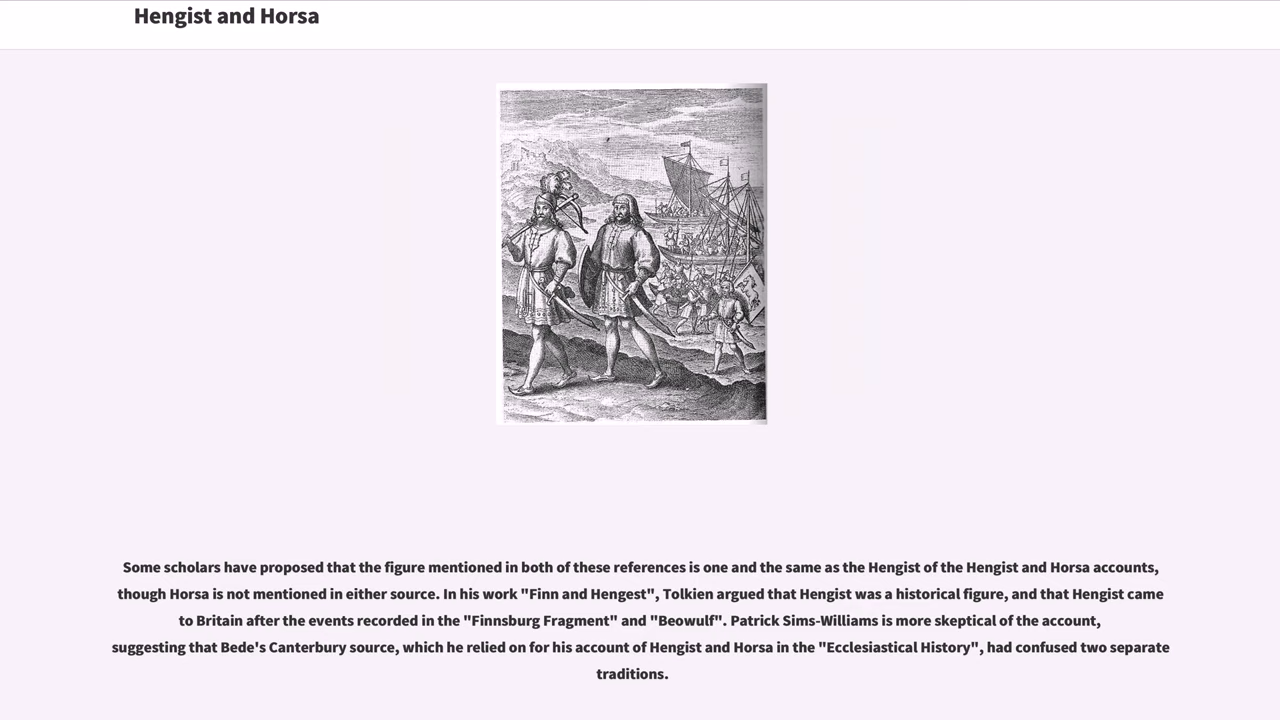 Hengist and Horsa
Some scholars have proposed that the figure mentioned in both of these references is one and the same as the Hengist of the Hengist and Horsa accounts,
though Horsa is not mentioned in either source. In his work "Finn and Hengest", Tolkien argued that Hengist was a historical figure, and that Hengist came
to Britain after the events recorded in the "Finnsburg Fragment" and "Beowulf". Patrick Sims-Williams is more skeptical of the account,
suggesting that Bede's Canterbury source, which he relied on for his account of Hengist and Horsa in the "Ecclesiastical History", had confused two separate
traditions.